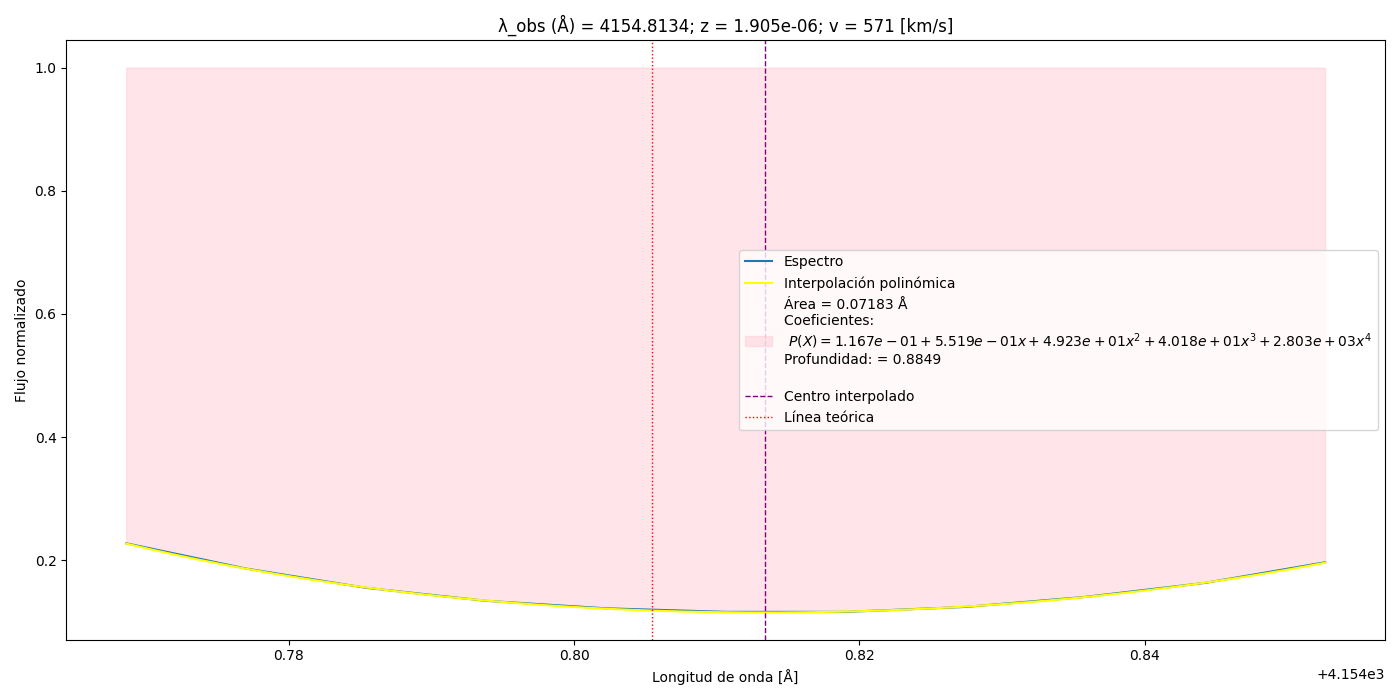 λ_obs (Å) = 4154.8134; z = 1.905e-06; v = 571 [km/s]
Flujo normalizado
1.0
0.8
0.6
0.4
0.2
Espectro
Interpolación polinómica
Área = 0.07183 Å
Coeficientes:
P(X) = 1.167e − 01 + 5.519e − 01x + 4.923e + 01x² + 4.018e + 01x³ + 2.803e + 03x⁴
Profundidad: = 0.8849
Centro interpolado
Línea teórica
0.78 0.80 0.82 0.84
+4.154e3
Longitud de onda [Å]